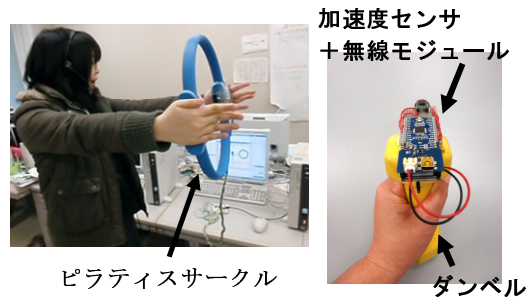 加速度センサ
＋無線モジュール
ピラティスサークル
ダンベル